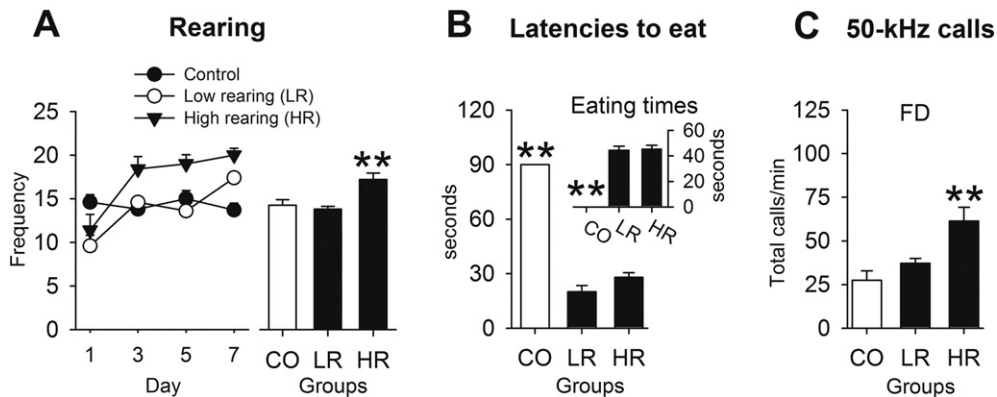 A Rearing
Control
Low rearing (LR)
High rearing (HR)
Frequency
25
20
15
10
5
0
1 3 5 7
Day
**
CO LR HR
Groups
B Latencies to eat
seconds
120
90
60
30
0
**
CO LR HR
Groups
Eating times
60
40
20
0
seconds
**
CO LR HR
C 50-kHz calls
FD
Total calls/min
125
100
75
50
25
0
**
CO LR HR
Groups